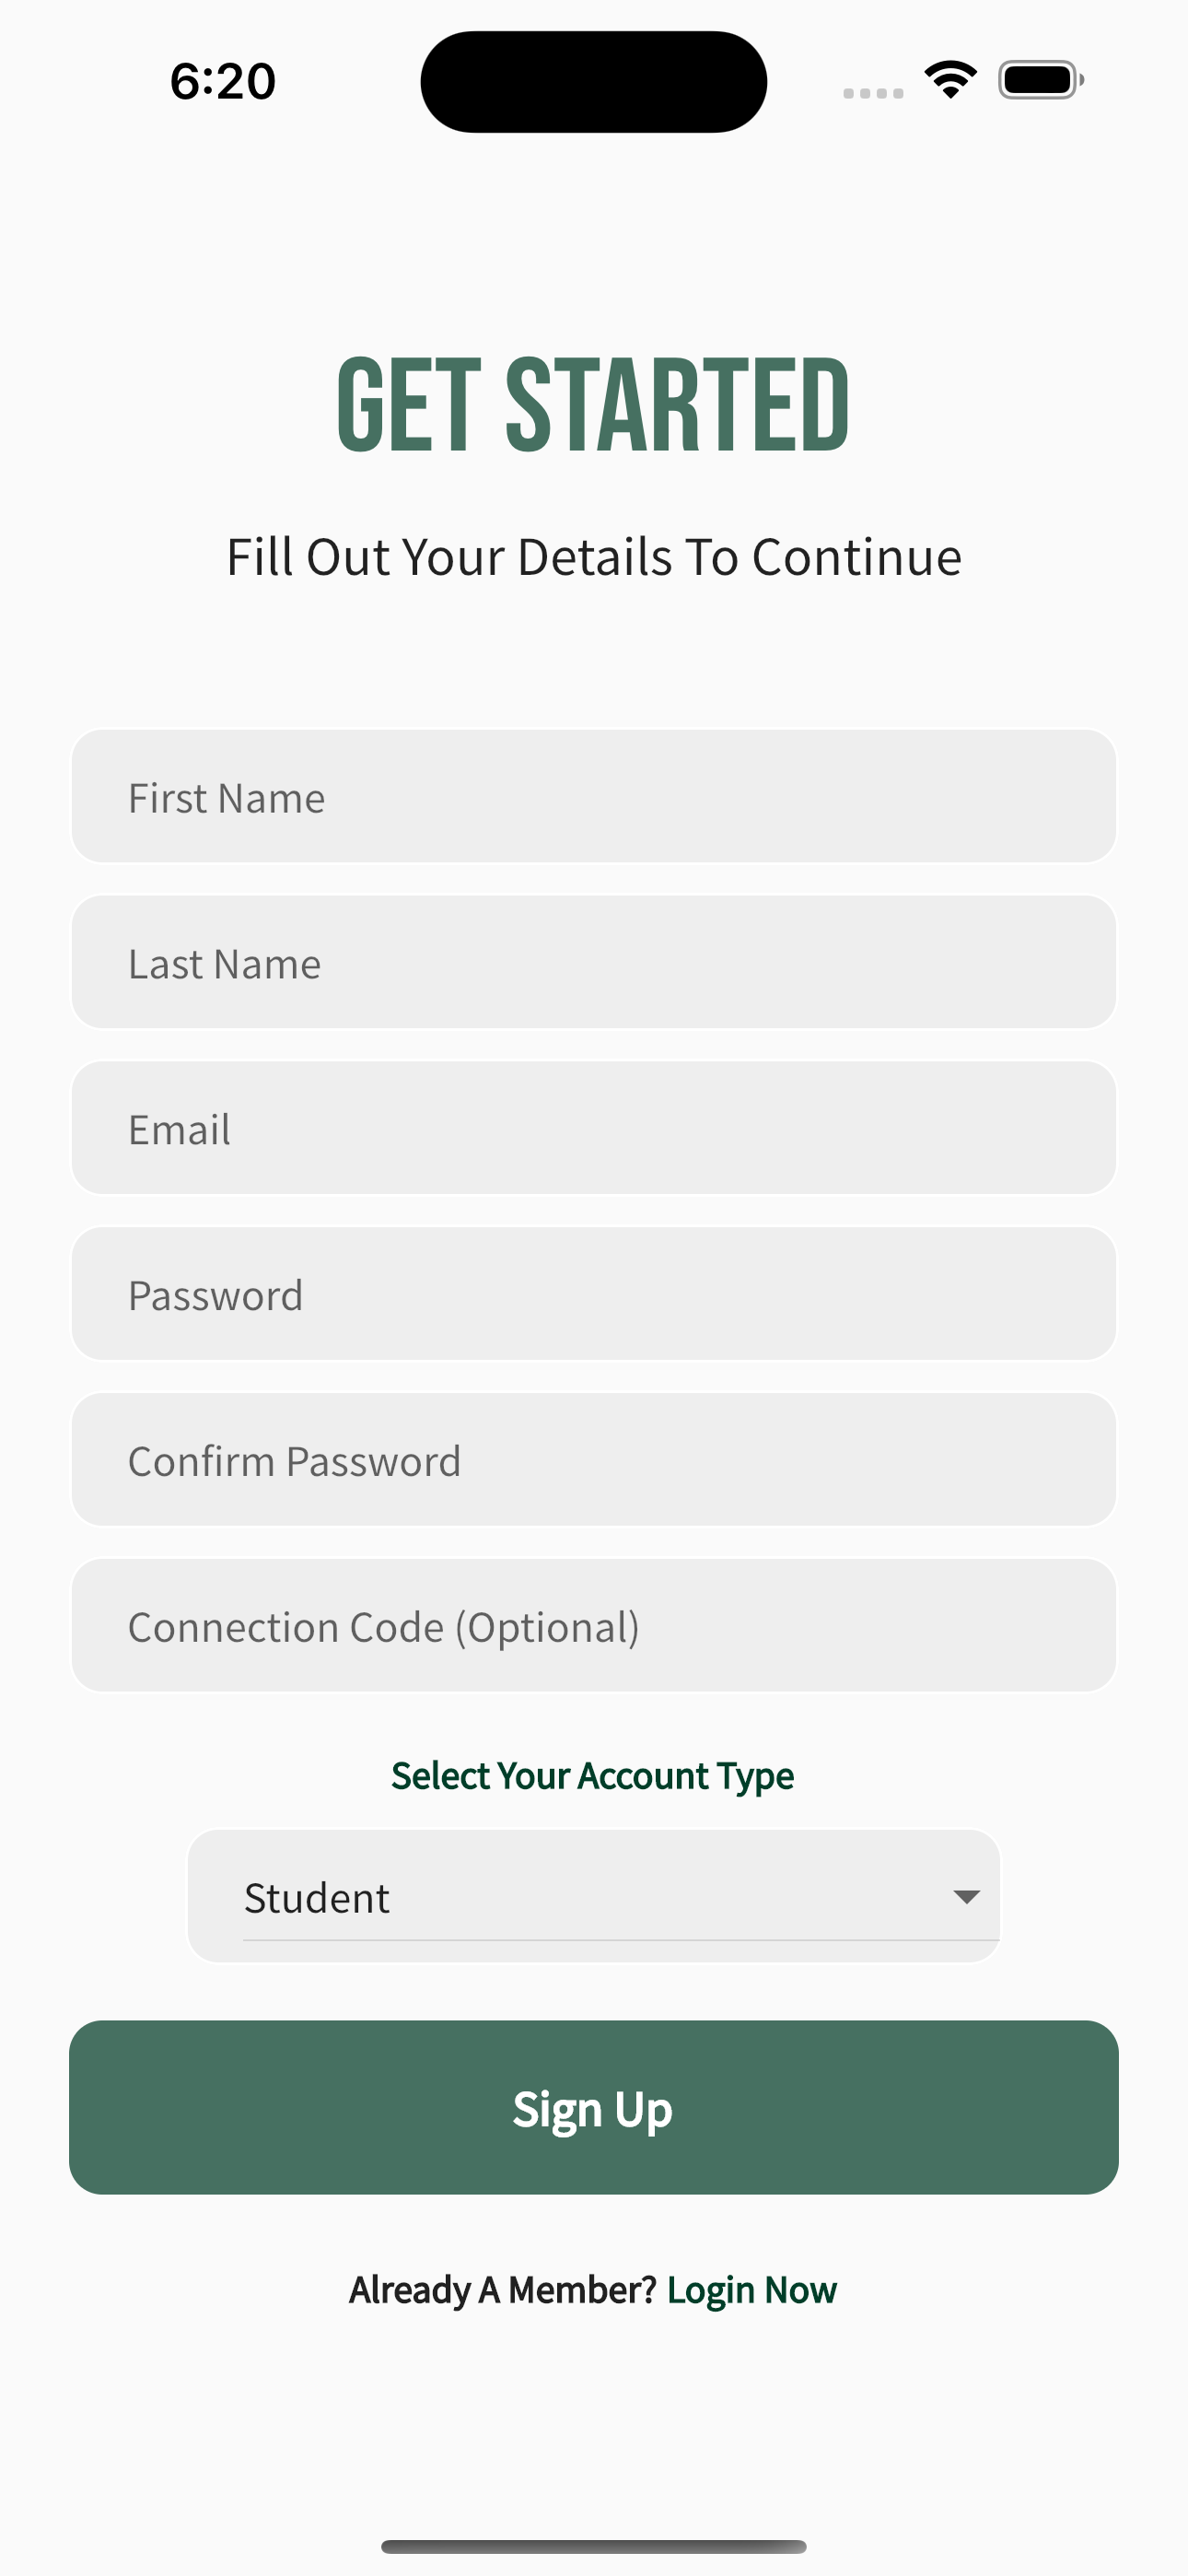 6:20
GET STARTED
Fill Out Your Details To Continue
First Name
Last Name
Email
Password
Confirm Password
Connection Code (Optional)
Select Your Account Type
Student
Sign Up
Already A Member? Login Now